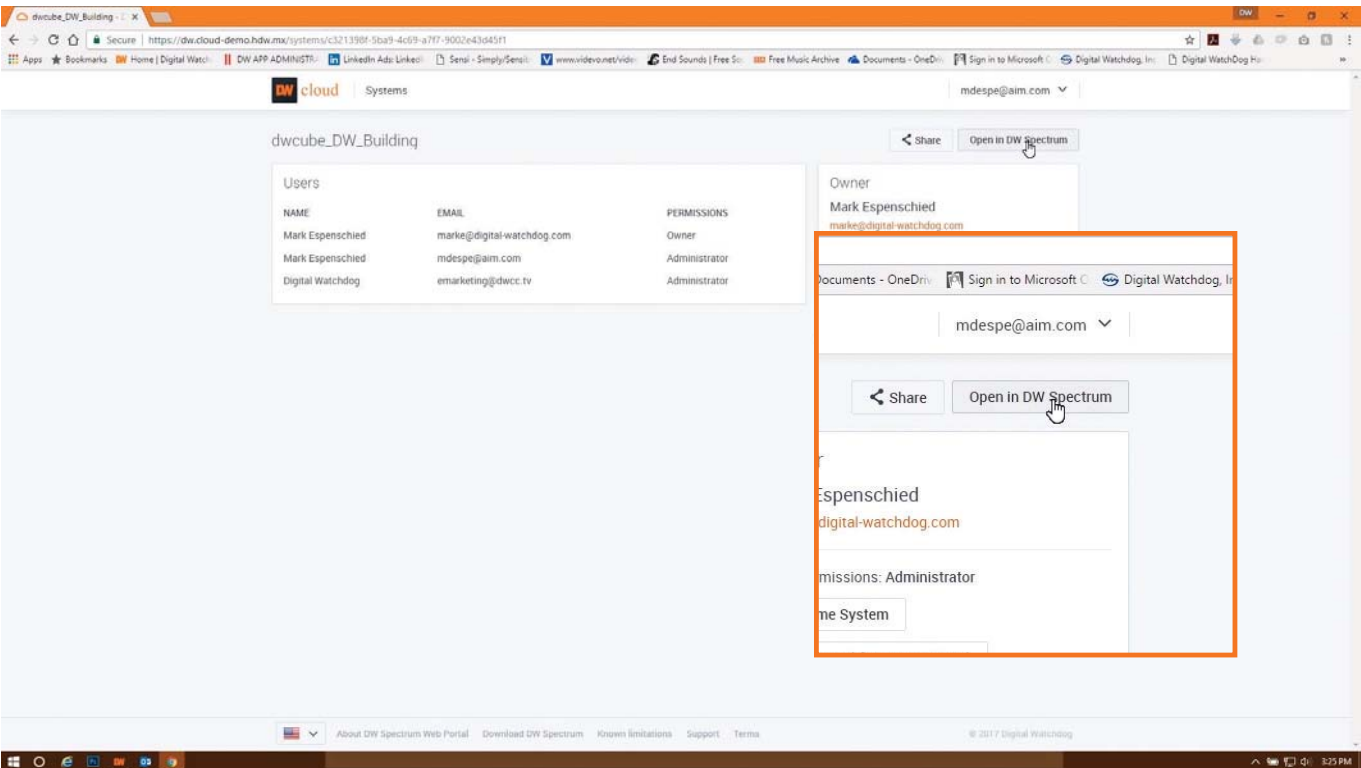 dwcube_DW_Building -
DW
Secure | https://dw.cloud-demo.hdw.mx/systems/c321398f-5ba9-4c69-a7f7-9002e43d45f1
Apps Bookmarks Home | Digital Watch DW APP ADMINISTR LinkedIn Ads: Linked Sensi - Simply/Sensi www.videvo.net/vide End Sounds | Free So Free Music Archive Documents - OneDriv Sign in to Microsoft Digital Watchdog, Inc Digital WatchDog Ho
DW cloud Systems mdespe@aim.com
dwcube_DW_Building Share Open in DW Spectrum
Users
NAME EMAIL PERMISSIONS
Mark Espenschied marke@digital-watchdog.com Owner
Mark Espenschied mdespe@aim.com Administrator
Digital Watchdog emarketing@dwcc.tv Administrator
Owner
Mark Espenschied
marke@digital-watchdog.com
Documents - OneDriv Sign in to Microsoft Digital Watchdog, In
mdespe@aim.com
Share Open in DW Spectrum
r
Espenschied
digital-watchdog.com
missions: Administrator
me System
About DW Spectrum Web Portal Download DW Spectrum Known limitations Support Terms © 2017 Digital Watchdog
3:25 PM